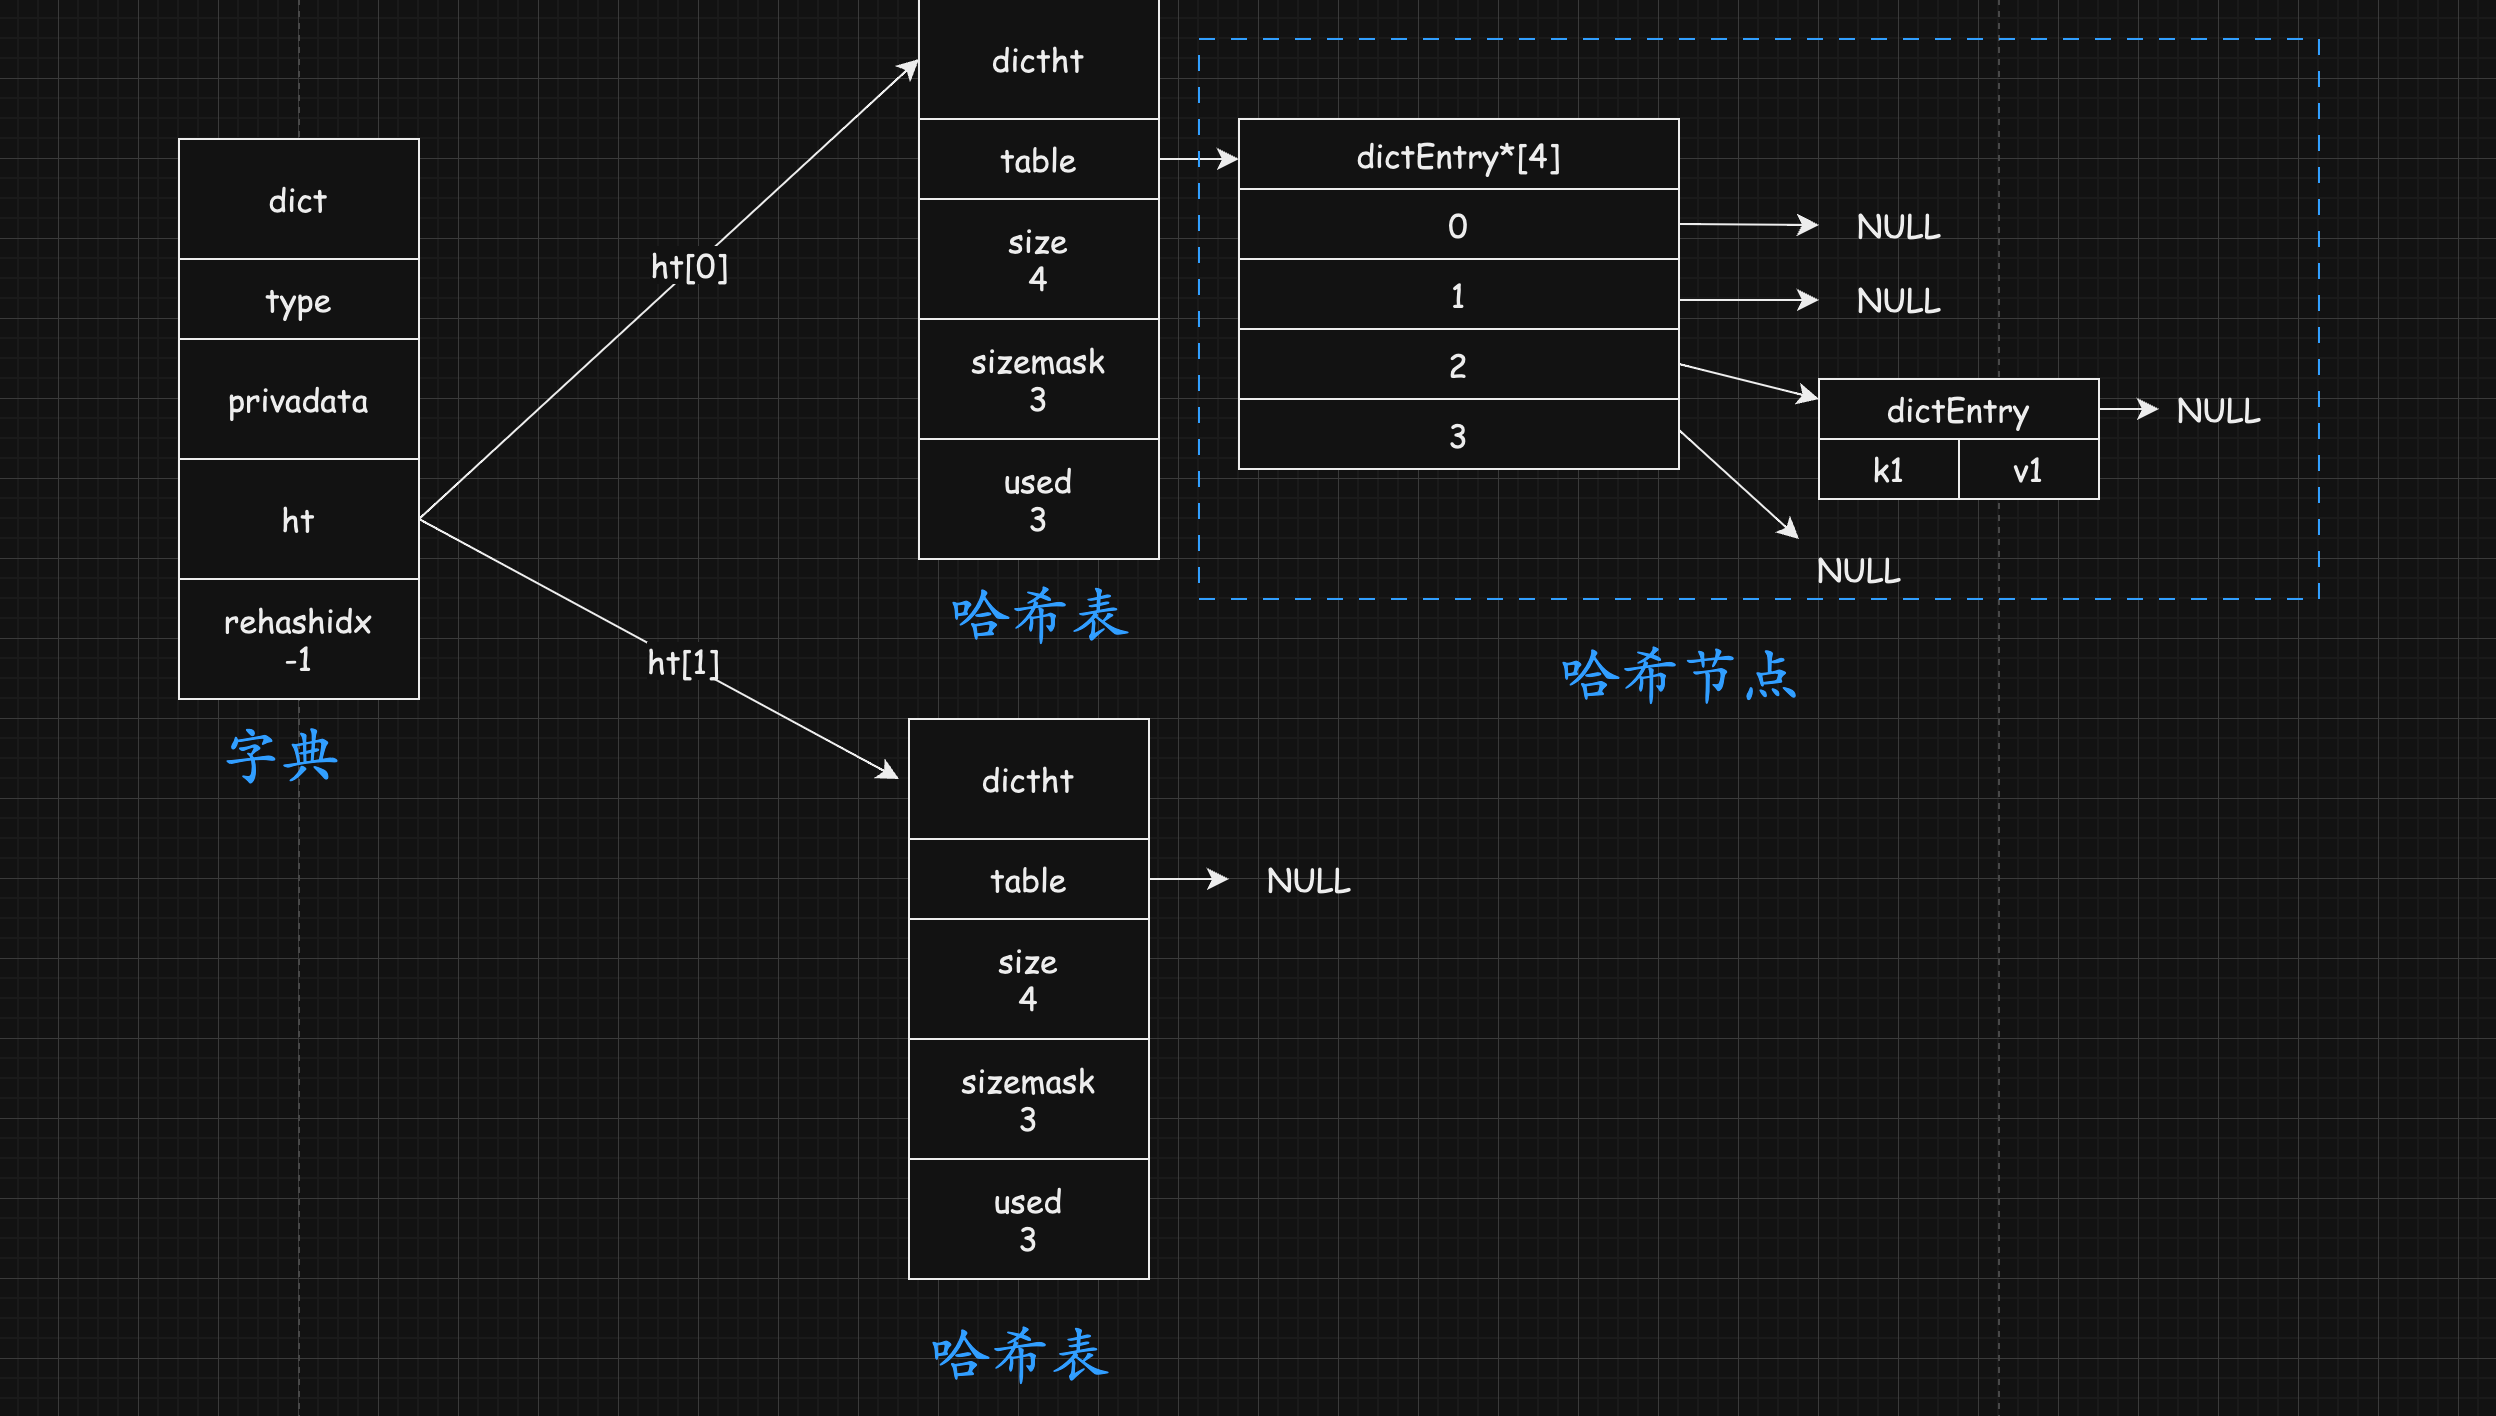 dict
type
privadata
ht
rehashidx
-1
字典
ht[0]
ht[1]
dictht
table
size
4
sizemask
3
used
3
哈希表
dictEntry*[4]
0
1
2
3
NULL
NULL
dictEntry
k1
v1
NULL
NULL
哈希节点
dictht
table
NULL
size
4
sizemask
3
used
3
哈希表